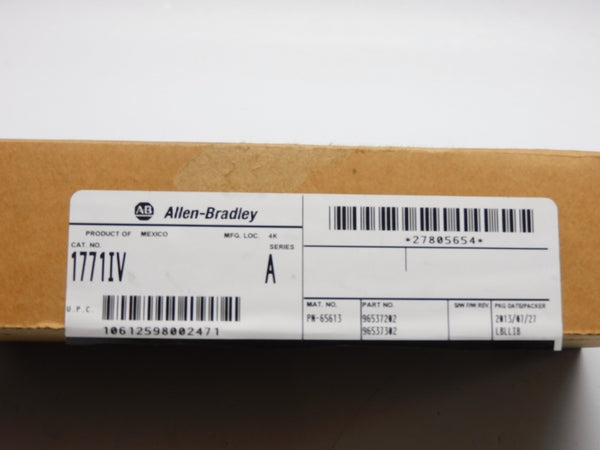 AB Allen-Bradley
PRODUCT OF MEXICO MFG. LOC. 4K
CAT. NO. SERIES
1771IV A
U.P.C.
10612598002471
*27805654*
MAT. NO. PART NO. S/W F/W REV. PKG DATE/PACKER
PN-65613 96537202 2013/07/27
96537302 LBLLIB